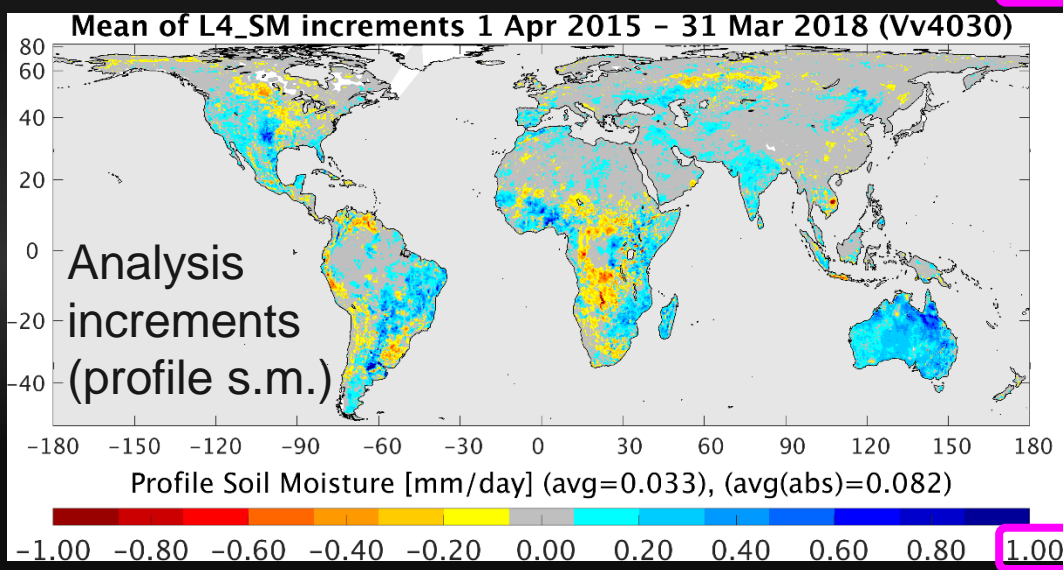 Mean of L4_SM increments 1 Apr 2015 – 31 Mar 2018 (Vv4030)
80
60
40
20
0
−20
−40
Analysis
increments
(profile s.m.)
−180 −150 −120 −90 −60 −30 0 30 60 90 120 150 180
Profile Soil Moisture [mm/day] (avg=0.033), (avg(abs)=0.082)
−1.00 −0.80 −0.60 −0.40 −0.20 0.00 0.20 0.40 0.60 0.80 1.00